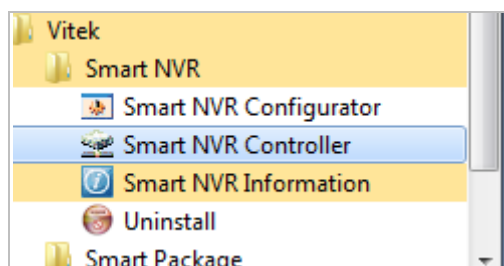 Vitek
Smart NVR
Smart NVR Configurator
Smart NVR Controller
Smart NVR Information
Uninstall
Smart Package